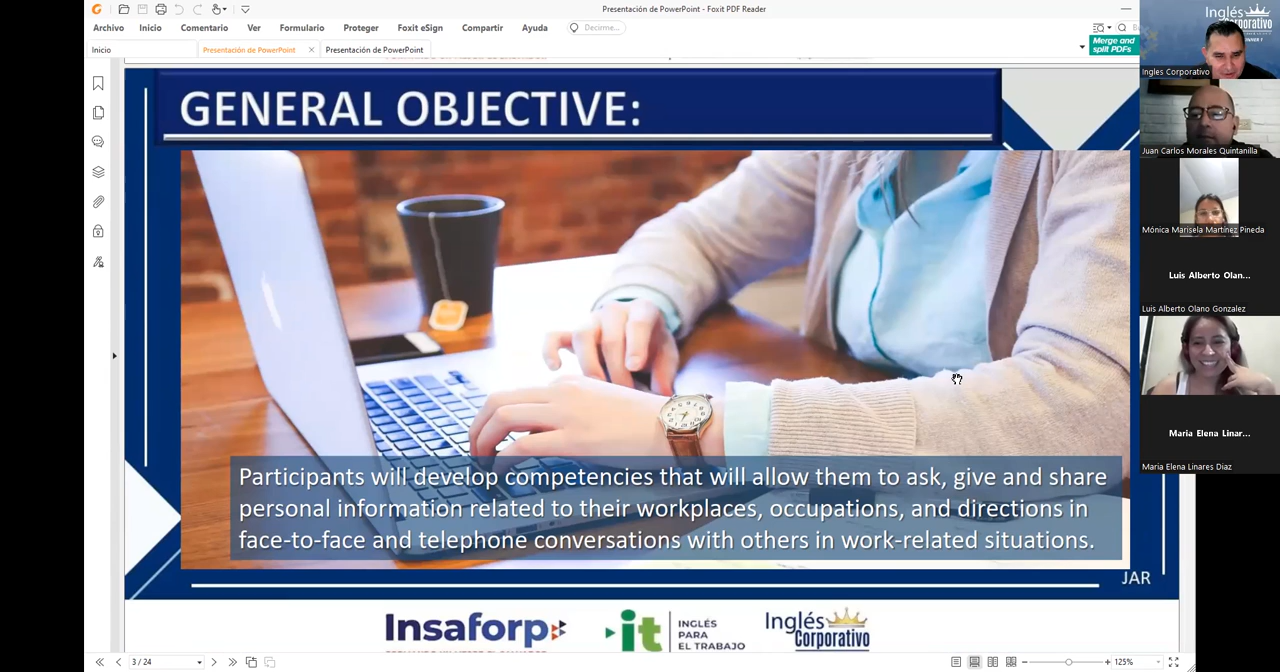 Presentación de PowerPoint - Foxit PDF Reader
Archivo Inicio Comentario Ver Formulario Proteger Foxit eSign Compartir Ayuda Decirme...
Inicio Presentación de PowerPoint Presentación de PowerPoint
Merge and
split PDFs
GENERAL OBJECTIVE:
Participants will develop competencies that will allow them to ask, give and share
personal information related to their workplaces, occupations, and directions in
face-to-face and telephone conversations with others in work-related situations.
JAR
Insaforp
it
INGLÉS
PARA
EL TRABAJO
Inglés
Corporativo
3 / 24
125%
Inglés
Corporativo
Ingles Corporativo
Juan Carlos Morales Quintanilla
Mónica Marisela Martínez Pineda
Luis Alberto Olan...
Luis Alberto Olano Gonzalez
Maria Elena Linar...
Maria Elena Linares Diaz